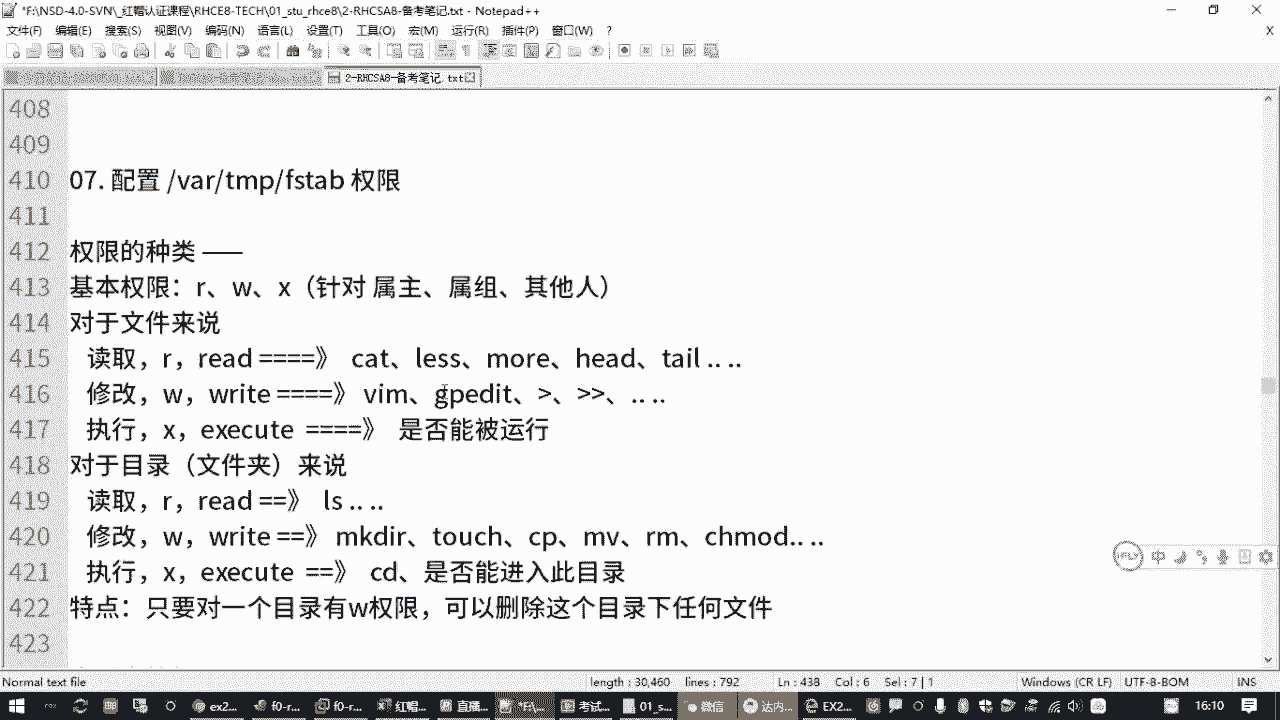 *F:\NSD-4.0-SVN\_红帽认证课程\RHCE8-TECH\01_stu_rhce8\2-RHCSA8-备考笔记.txt - Notepad++
文件(F) 编辑(E) 搜索(S) 视图(V) 编码(N) 语言(L) 设置(T) 工具(O) 宏(M) 运行(R) 插件(P) 窗口(W) ?
X
2-RHCSA8-备考笔记.txt
408
409
410 07. 配置 /var/tmp/fstab 权限
411
412 权限的种类 ——
413 基本权限：r、w、x（针对 属主、属组、其他人）
414 对于文件来说
415 读取，r，read ====》 cat、less、more、head、tail .. ..
416 修改，w，write ====》 vim、gpedit、>、>>、.. ..
417 执行，x，execute ====》 是否能被运行
418 对于目录（文件夹）来说
419 读取，r，read ==》 ls .. ..
420 修改，w，write ==》 mkdir、touch、cp、mv、rm、chmod.. ..
421 执行，x，execute ==》 cd、是否能进入此目录
422 特点：只要对一个目录有w权限，可以删除这个目录下任何文件
423
中
Normal text file length : 30,460 lines : 792 Ln : 438 Col : 6 Sel : 7 | 1 Windows (CR LF) UTF-8-BOM INS
ex2... f0-r... f0-r... 红帽... 直播... *F:\... 考试... 01_s... 微信 达内... EX2... 16:10